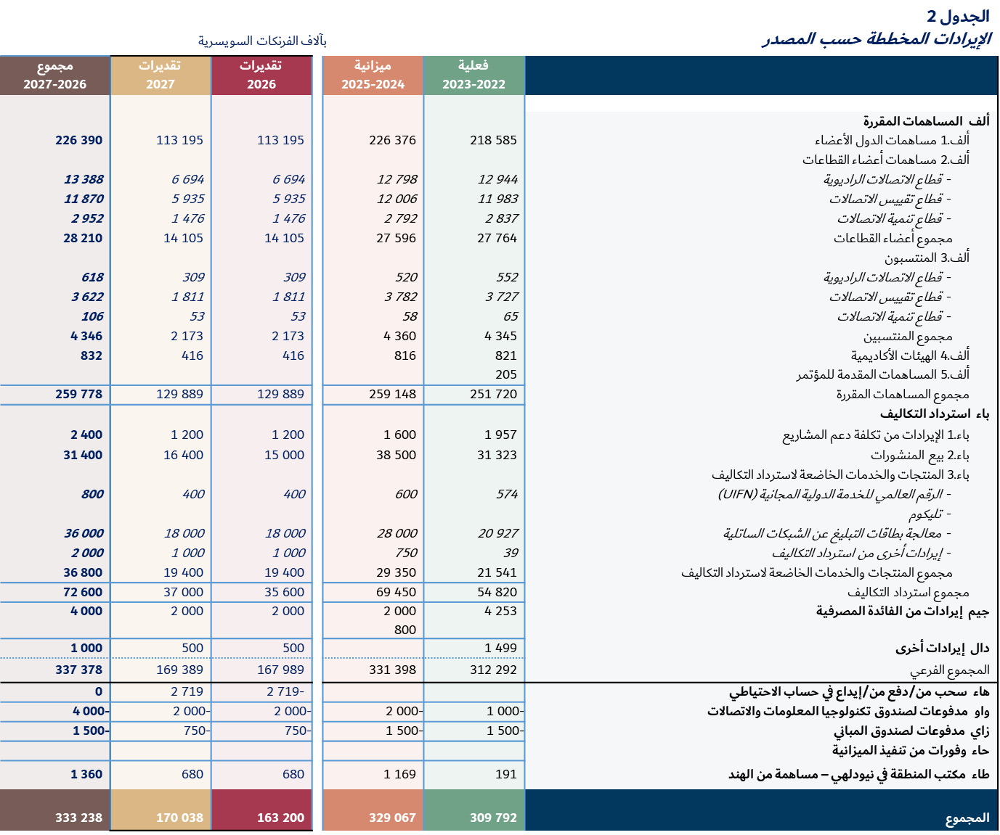 الجدول 2
الإيرادات المخططة حسب المصدر
بآلاف الفرنكات السويسرية
فعلية 2022-2023 ميزانية 2024-2025 تقديرات 2026 تقديرات 2027 مجموع 2026-2027
ألف المساهمات المقررة
ألف.1 مساهمات الدول الأعضاء 218 585 226 376 113 195 113 195 226 390
ألف.2 مساهمات أعضاء القطاعات
- قطاع الاتصالات الراديوية 12 944 12 798 6 694 6 694 13 388
- قطاع تقييس الاتصالات 11 983 12 006 5 935 5 935 11 870
- قطاع تنمية الاتصالات 2 837 2 792 1 476 1 476 2 952
مجموع أعضاء القطاعات 27 764 27 596 14 105 14 105 28 210
ألف.3 المنتسبون
- قطاع الاتصالات الراديوية 552 520 309 309 618
- قطاع تقييس الاتصالات 3 727 3 782 1 811 1 811 3 622
- قطاع تنمية الاتصالات 65 58 53 53 106
مجموع المنتسبين 4 345 4 360 2 173 2 173 4 346
ألف.4 الهيئات الأكاديمية 821 816 416 416 832
ألف.5 المساهمات المقدمة للمؤتمر 205
مجموع المساهمات المقررة 251 720 259 148 129 889 129 889 259 778
باء استرداد التكاليف
باء.1 الإيرادات من تكلفة دعم المشاريع 1 957 1 600 1 200 1 200 2 400
باء.2 بيع المنشورات 31 323 38 500 15 000 16 400 31 400
باء.3 المنتجات والخدمات الخاضعة لاسترداد التكاليف
- الرقم العالمي للخدمة الدولية المجانية (UIFN) 574 600 400 400 800
- تليكوم
- معالجة بطاقات التبليغ عن الشبكات الساتلية 20 927 28 000 18 000 18 000 36 000
- إيرادات أخرى من استرداد التكاليف 39 750 1 000 1 000 2 000
مجموع المنتجات والخدمات الخاضعة لاسترداد التكاليف 21 541 29 350 19 400 19 400 36 800
مجموع استرداد التكاليف 54 820 69 450 35 600 37 000 72 600
جيم إيرادات من الفائدة المصرفية 4 253 2 000 2 000 2 000 4 000
800
دال إيرادات أخرى 1 499 500 500 1 000
المجموع الفرعي 312 292 331 398 167 989 169 389 337 378
هاء سحب من/دفع من/إيداع في حساب الاحتياطي 2 719- 2 719 0
واو مدفوعات لصندوق تكنولوجيا المعلومات والاتصالات 1 000- 2 000- 2 000- 2 000- 4 000-
زاي مدفوعات لصندوق المباني 1 500- 1 500- 750- 750- 1 500-
حاء وفورات من تنفيذ الميزانية
طاء مكتب المنطقة في نيودلهي – مساهمة من الهند 191 1 169 680 680 1 360
المجموع 309 792 329 067 163 200 170 038 333 238